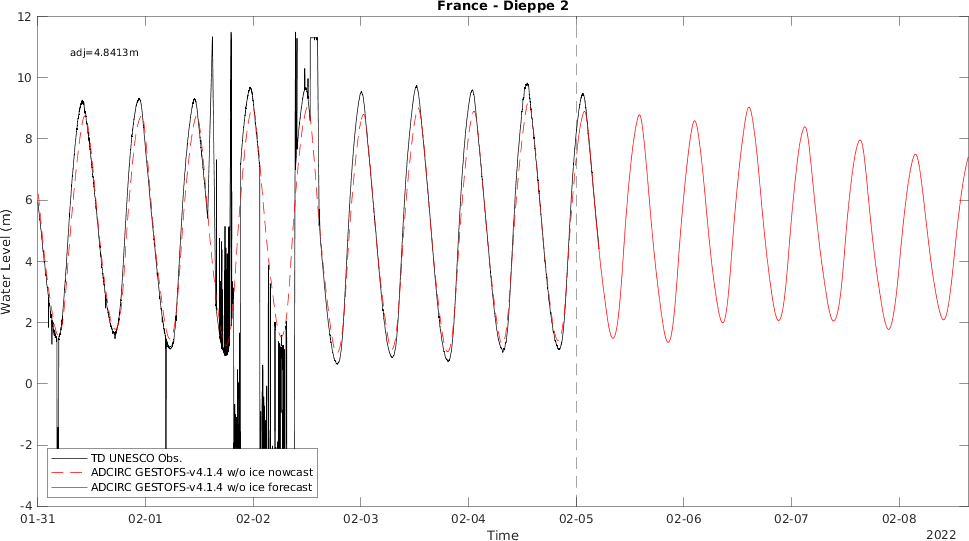 France - Dieppe 2
12
adj=4.8413m
10
8
6
4
2
0
-2
-4
Water Level (m)
TD UNESCO Obs.
ADCIRC GESTOFS-v4.1.4 w/o ice nowcast
ADCIRC GESTOFS-v4.1.4 w/o ice forecast
01-31 02-01 02-02 02-03 02-04 02-05 02-06 02-07 02-08
Time
2022